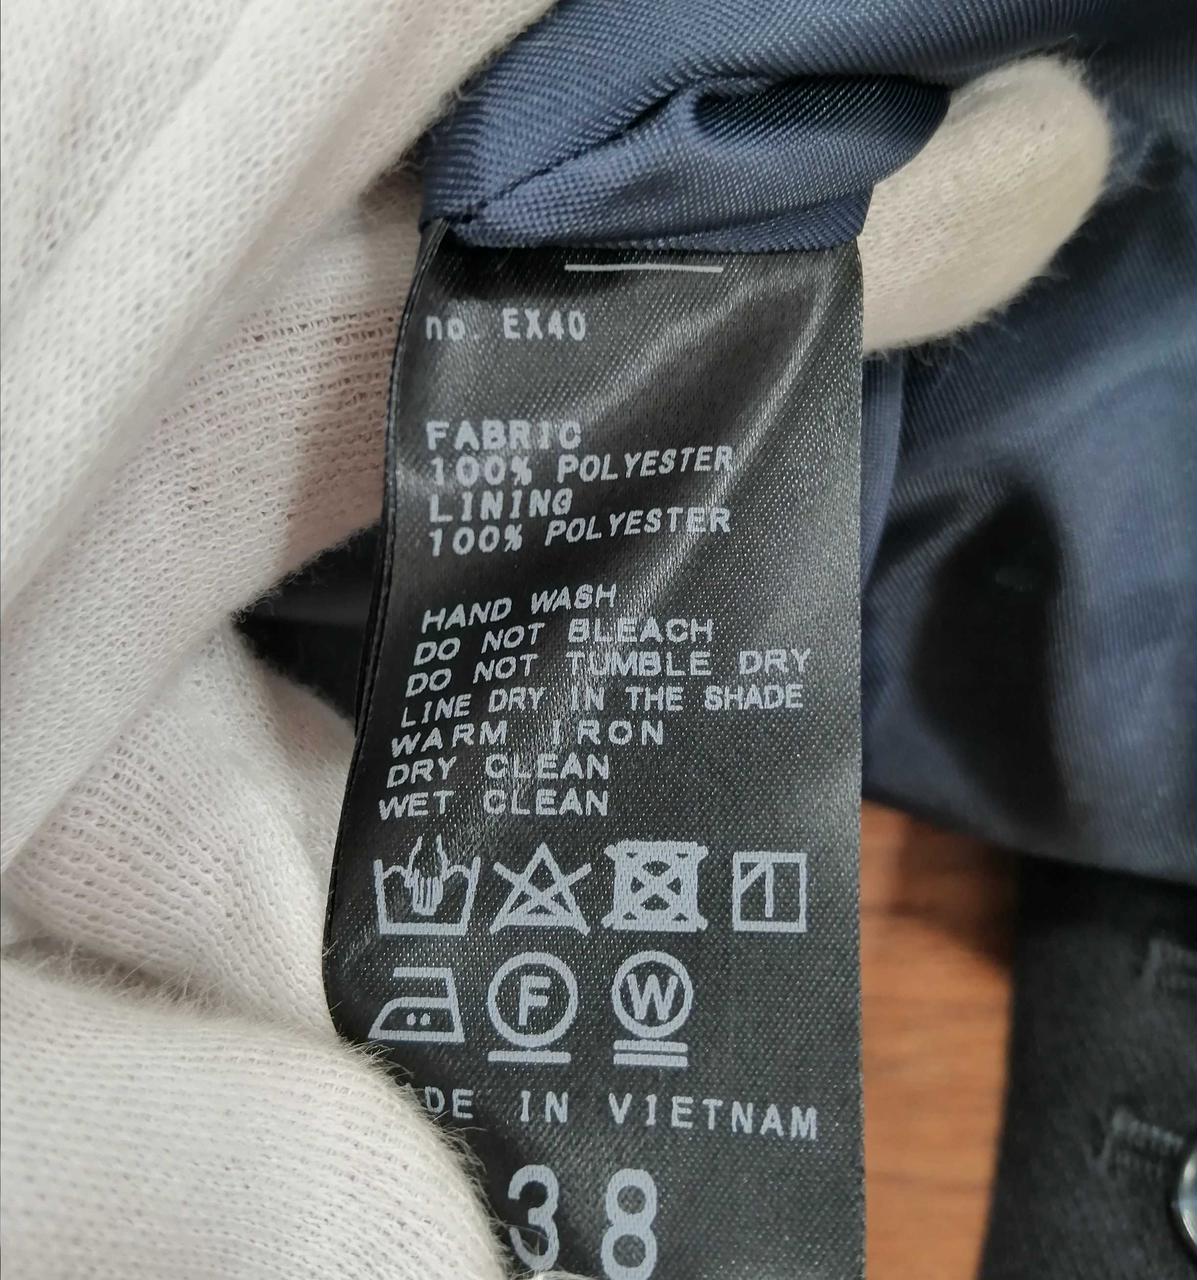 no. EX40
FABRIC
100% POLYESTER
LINING
100% POLYESTER
HAND WASH
DO NOT BLEACH
DO NOT TUMBLE DRY
LINE DRY IN THE SHADE
WARM IRON
DRY CLEAN
WET CLEAN
F W
DE IN VIETNAM
38